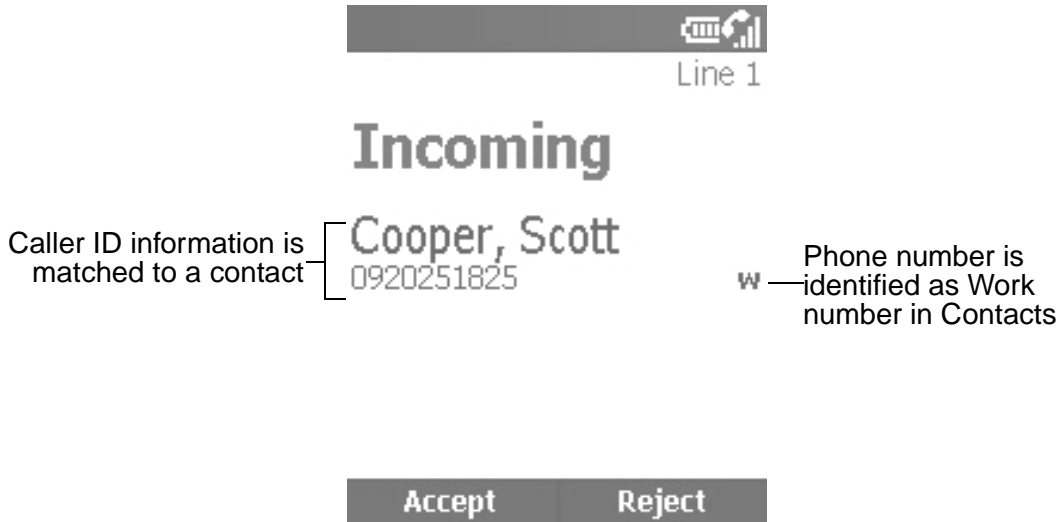 Line 1
Incoming
Caller ID information is
matched to a contact
Cooper, Scott
0920251825
w
Phone number is
identified as Work
number in Contacts
Accept Reject